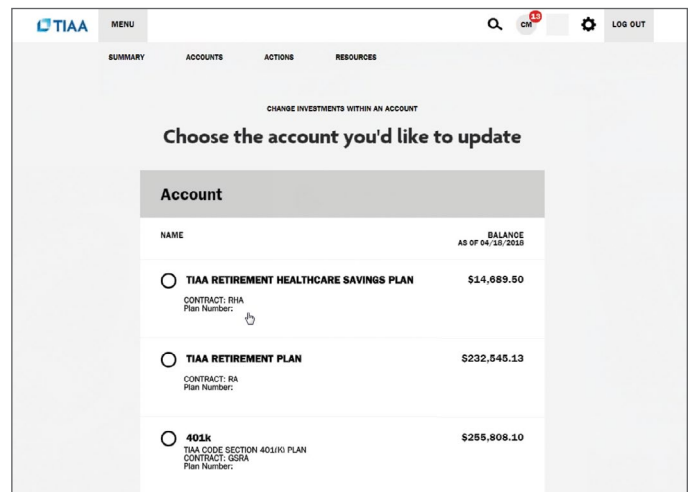 TIAA MENU CM 13 LOG OUT
SUMMARY ACCOUNTS ACTIONS RESOURCES
CHANGE INVESTMENTS WITHIN AN ACCOUNT
Choose the account you'd like to update
Account
NAME BALANCE
AS OF 04/18/2018
TIAA RETIREMENT HEALTHCARE SAVINGS PLAN $14,689.50
CONTRACT: RHA
Plan Number:
TIAA RETIREMENT PLAN $232,545.13
CONTRACT: RA
Plan Number:
401k $255,808.10
TIAA CODE SECTION 401(K) PLAN
CONTRACT: GSRA
Plan Number: